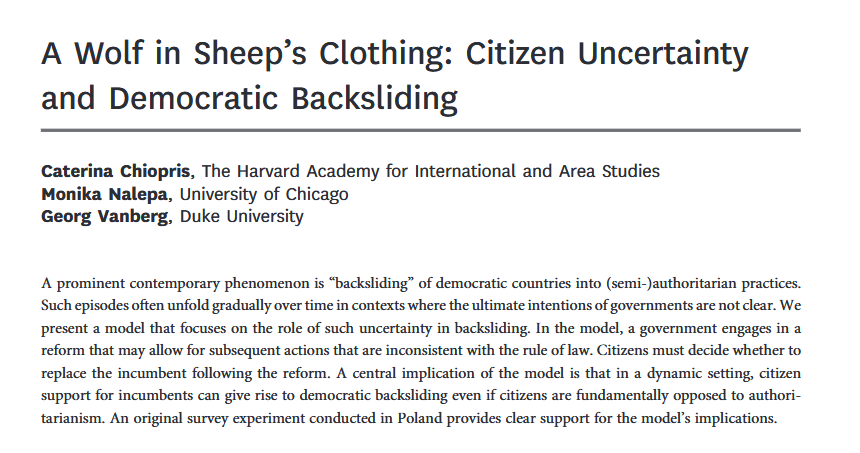 A Wolf in Sheep’s Clothing: Citizen Uncertainty
and Democratic Backsliding
Caterina Chiopris, The Harvard Academy for International and Area Studies
Monika Nalepa, University of Chicago
Georg Vanberg, Duke University
A prominent contemporary phenomenon is “backsliding” of democratic countries into (semi-)authoritarian practices.
Such episodes often unfold gradually over time in contexts where the ultimate intentions of governments are not clear. We
present a model that focuses on the role of such uncertainty in backsliding. In the model, a government engages in a
reform that may allow for subsequent actions that are inconsistent with the rule of law. Citizens must decide whether to
replace the incumbent following the reform. A central implication of the model is that in a dynamic setting, citizen
support for incumbents can give rise to democratic backsliding even if citizens are fundamentally opposed to authori-
tarianism. An original survey experiment conducted in Poland provides clear support for the model’s implications.